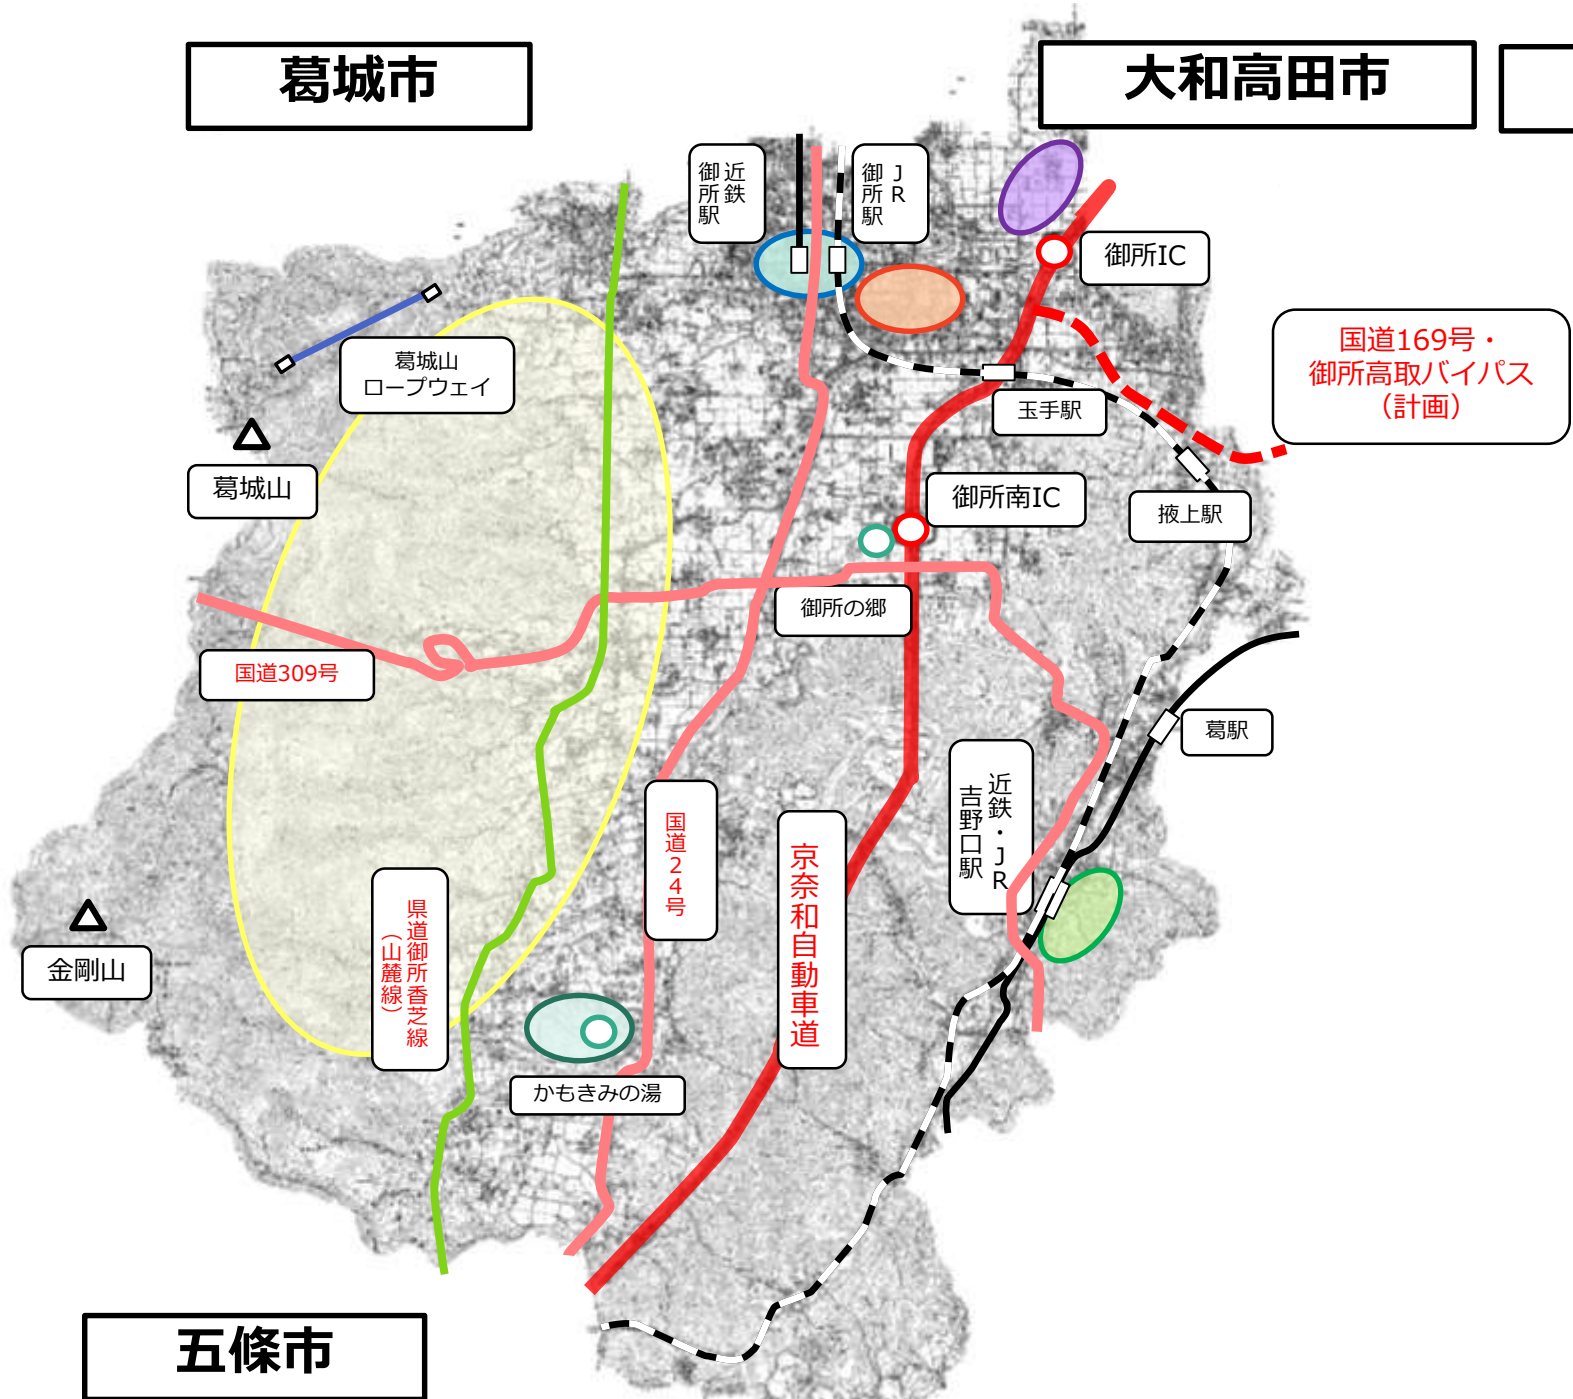 葛城市
大和高田市
近鉄
御所駅
JR
御所駅
御所IC
国道169号・
御所高取バイパス
（計画）
葛城山
ロープウェイ
玉手駅
葛城山
御所南IC
掖上駅
御所の郷
国道309号
葛駅
近鉄・JR
吉野口駅
国道24号
京奈和自動車道
県道御所香芝線
（山麓線）
金剛山
かもきみの湯
五條市